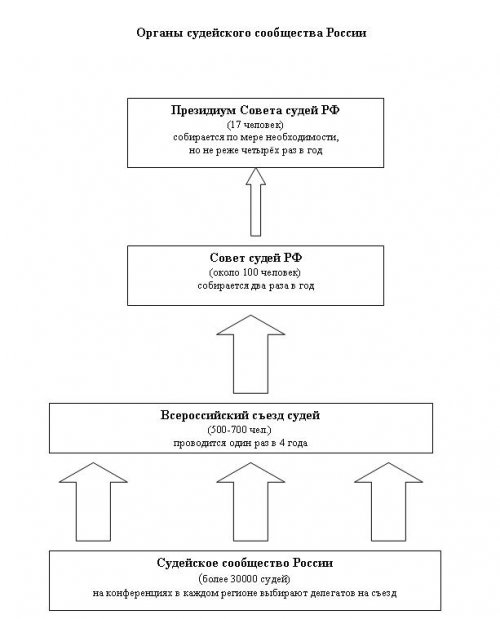 Органы судейского сообщества России
Президиум Совета судей РФ
(17 человек)
собирается по мере необходимости,
но не реже четырёх раз в год
Совет судей РФ
(около 100 человек)
собирается два раза в год
Всероссийский съезд судей
(500-700 чел.)
проводится один раз в 4 года
Судейское сообщество России
(более 30000 судей)
на конференциях в каждом регионе выбирают делегатов на съезд